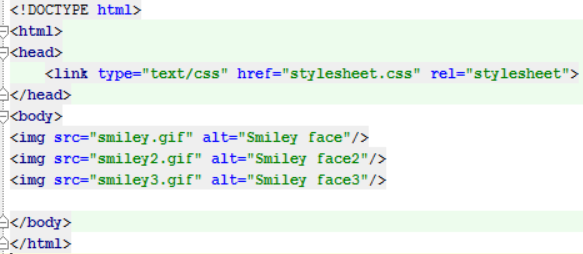 <!DOCTYPE html>
<html>
<head>
    <link type="text/css" href="stylesheet.css" rel="stylesheet">
</head>
<body>
<img src="smiley.gif" alt="Smiley face"/>
<img src="smiley2.gif" alt="Smiley face2"/>
<img src="smiley3.gif" alt="Smiley face3"/>

</body>
</html>